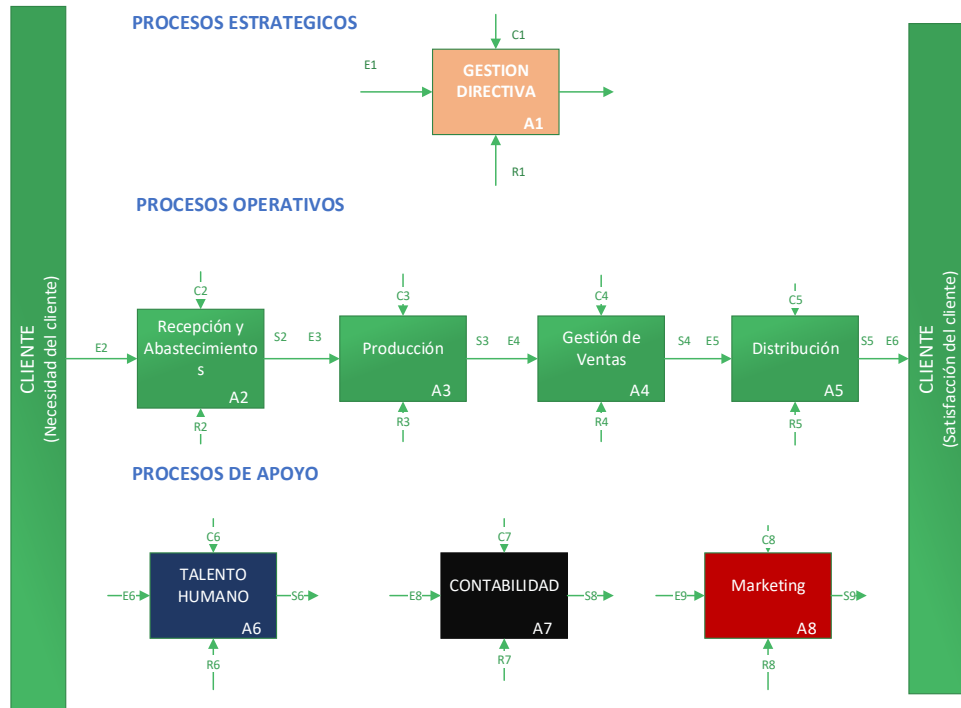 PROCESOS ESTRATEGICOS
C1
E1
GESTION
DIRECTIVA
A1
R1
PROCESOS OPERATIVOS
CLIENTE
(Necesidad del cliente)
CLIENTE
(Satisfacción del cliente)
C2
C3
C4
C5
E2
Recepción y
Abastecimiento
s
A2
S2
E3
Producción
A3
S3
E4
Gestión de
Ventas
A4
S4
E5
Distribución
A5
S5
E6
R2
R3
R4
R5
PROCESOS DE APOYO
C6
C7
C8
E6
TALENTO
HUMANO
A6
S6
E8
CONTABILIDAD
A7
S8
E9
Marketing
A8
S9
R6
R7
R8